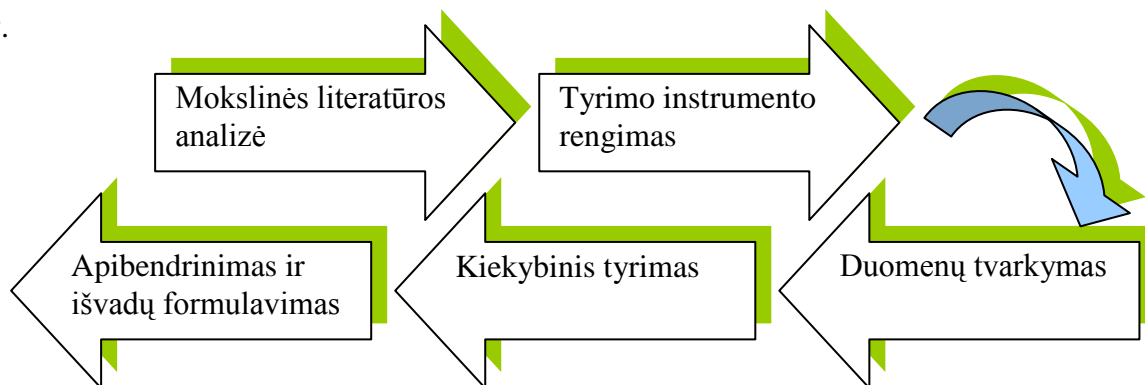 .
Mokslinės literatūros
analizė
Tyrimo instrumento
rengimas
Duomenų tvarkymas
Kiekybinis tyrimas
Apibendrinimas ir
išvadų formulavimas